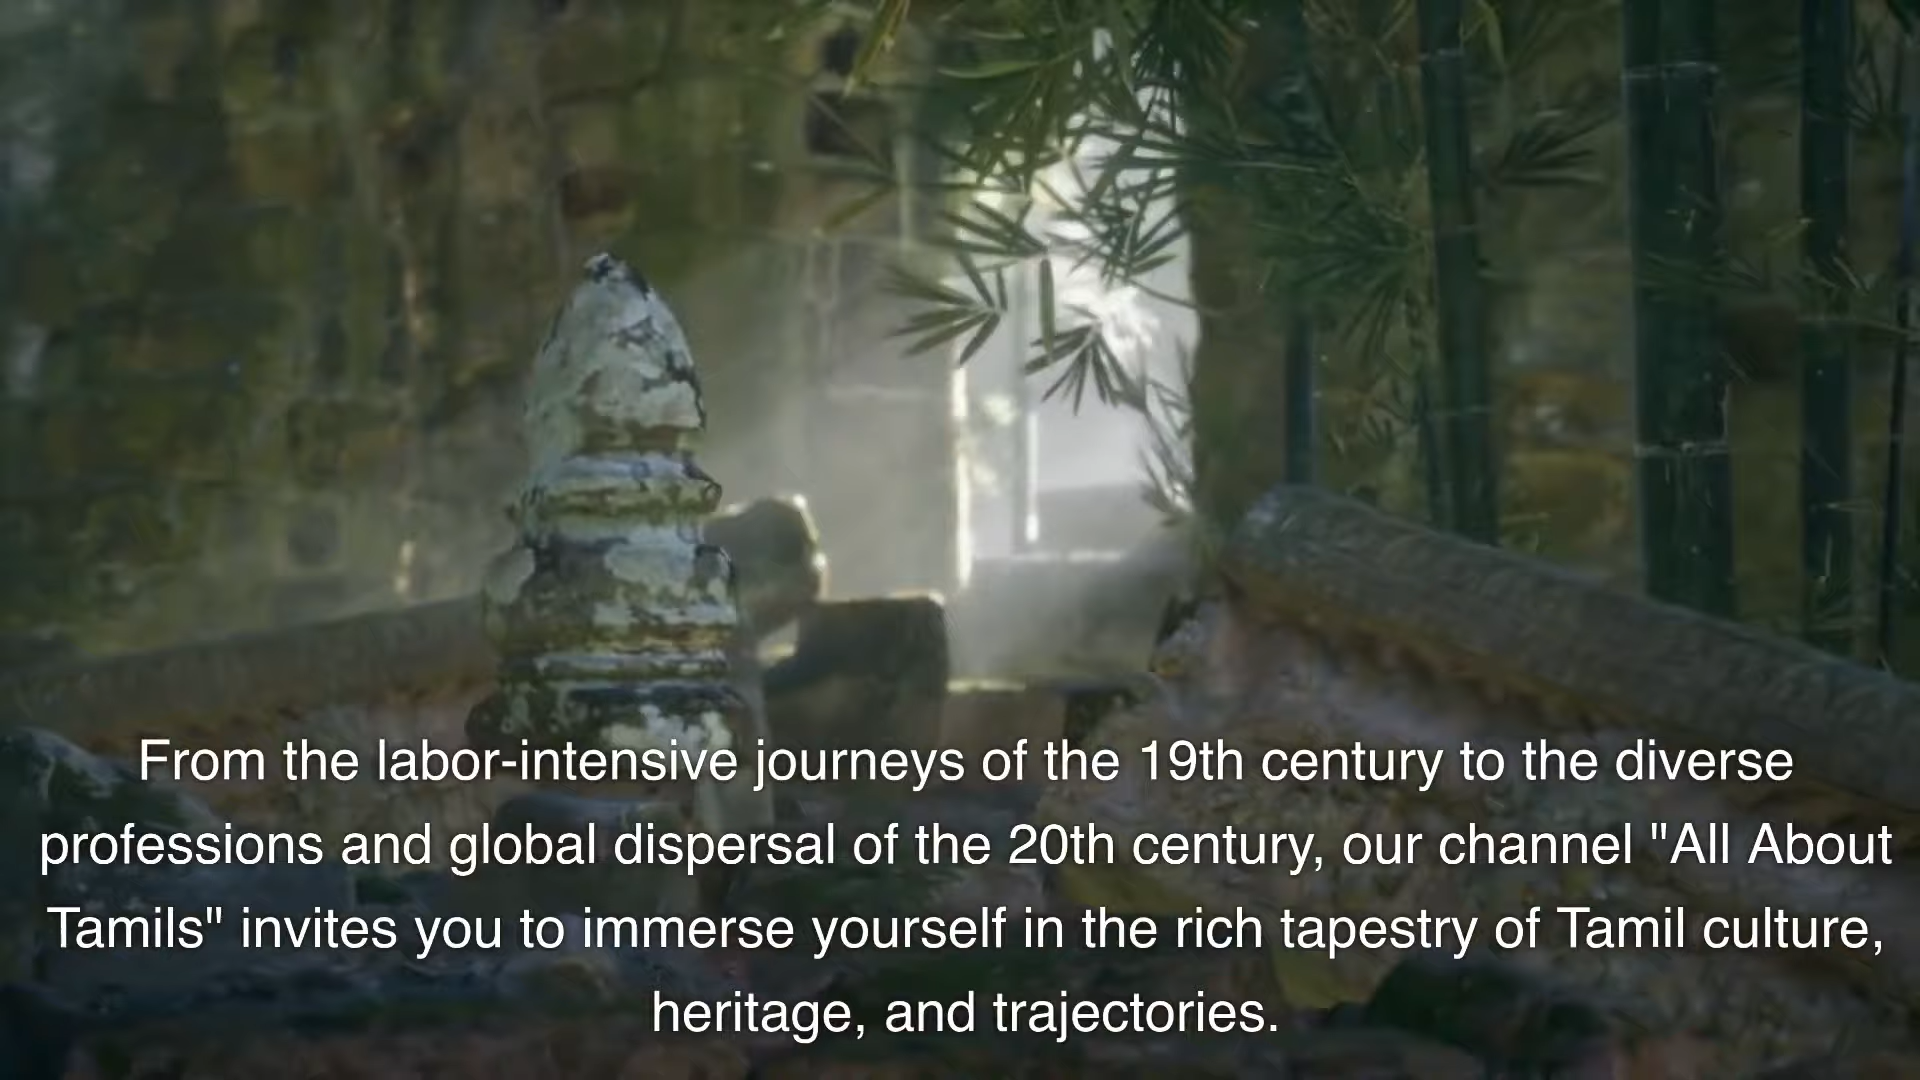 From the labor-intensive journeys of the 19th century to the diverse
professions and global dispersal of the 20th century, our channel "All About
Tamils" invites you to immerse yourself in the rich tapestry of Tamil culture,
heritage, and trajectories.